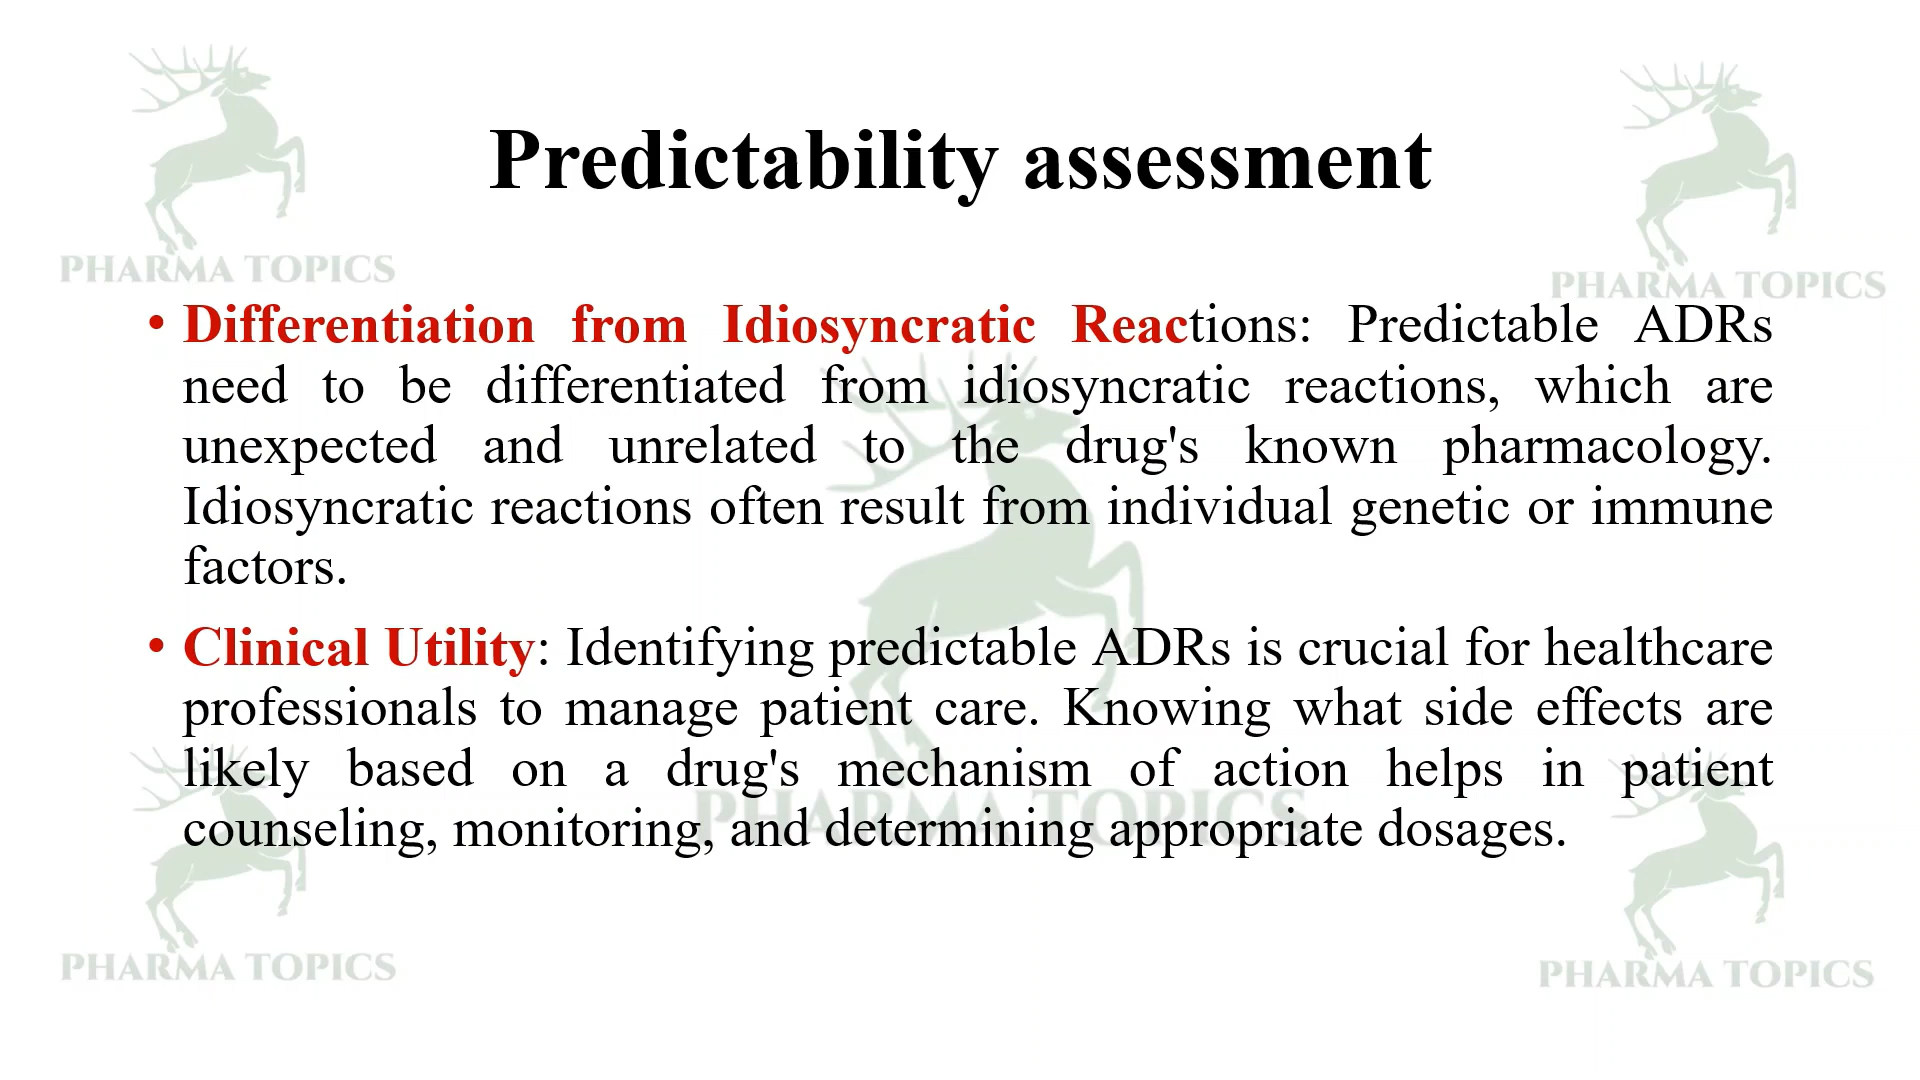 PHARMA TOPICS
PHARMA TOPICS
Predictability assessment
• Differentiation from Idiosyncratic Reactions: Predictable ADRs
need to be differentiated from idiosyncratic reactions, which are
unexpected and unrelated to the drug's known pharmacology.
Idiosyncratic reactions often result from individual genetic or immune
factors.
• Clinical Utility: Identifying predictable ADRs is crucial for healthcare
professionals to manage patient care. Knowing what side effects are
likely based on a drug's mechanism of action helps in patient
counseling, monitoring, and determining appropriate dosages.
PHARMA TOPICS
PHARMA TOPICS
PHARMA TOPICS